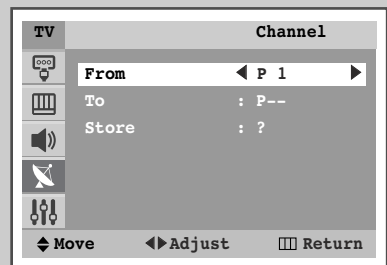 TV Channel
From ◀ P 1 ▶
To : P--
Store : ?
Move Adjust Return